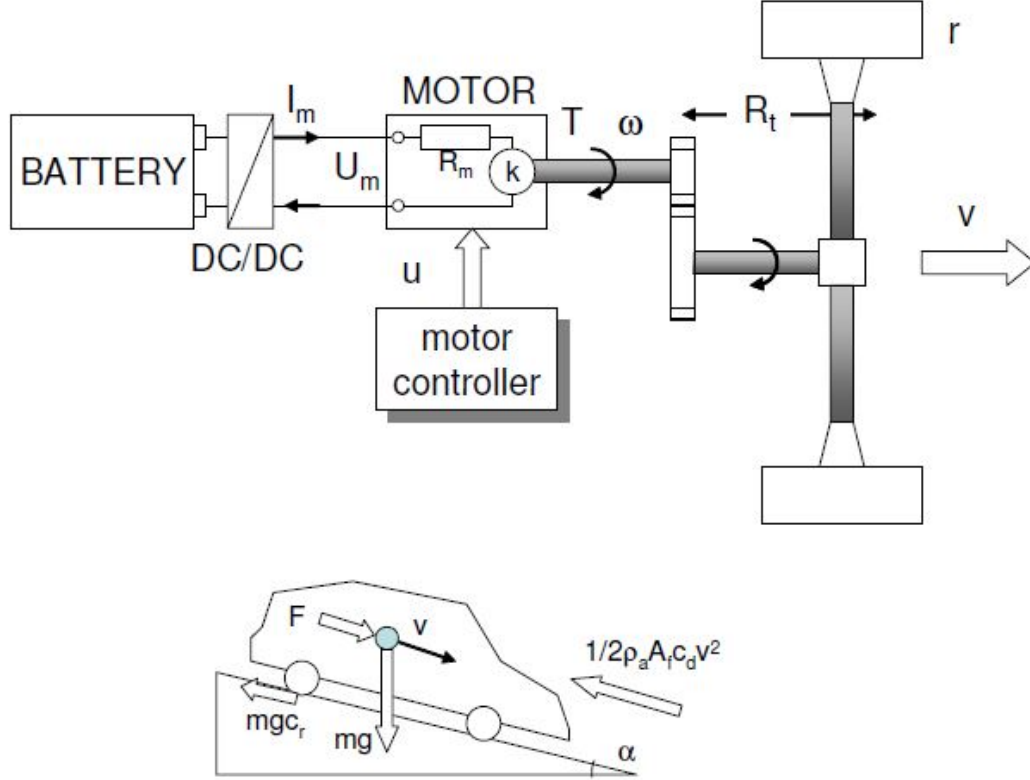 r
MOTOR
I_m
R_t
T ω
BATTERY
R_m
k
U_m
v
DC/DC
u
motor
controller
F
v
1/2ρ_aA_fc_dv²
mgc_r
mg
α